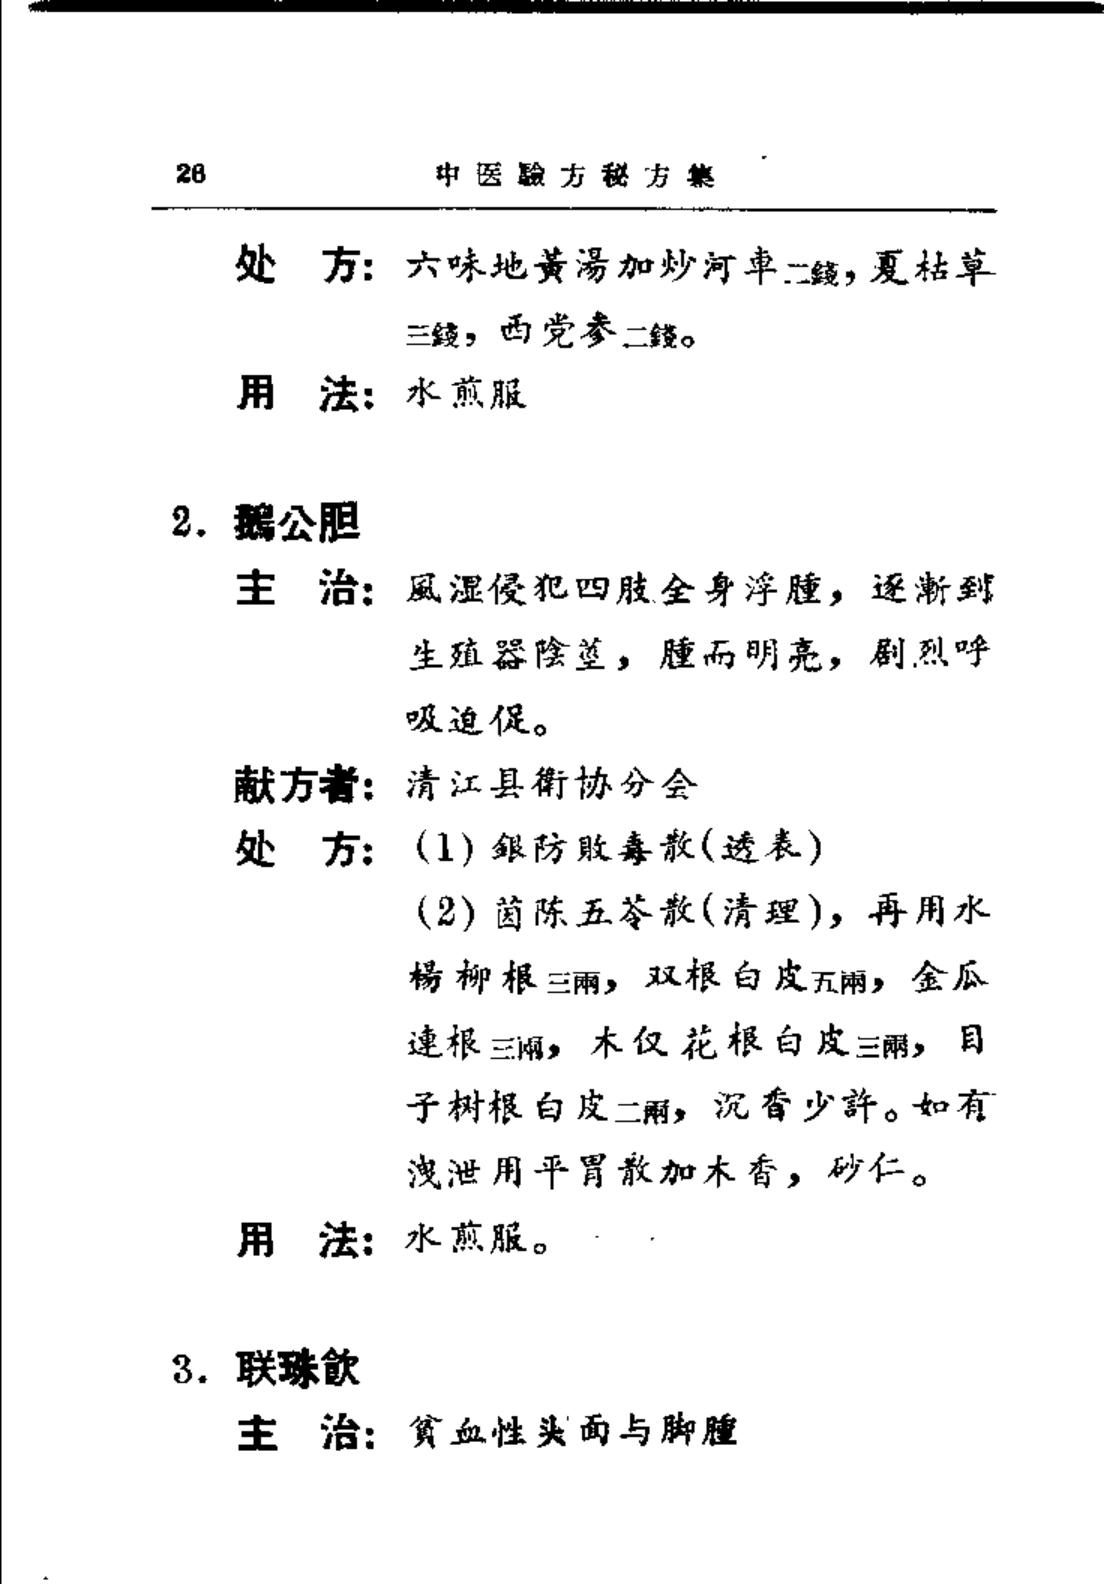 26 中医驗方秘方集
处 方: 六味地黃湯加炒河車二錢,夏枯草
三錢,西党参二錢。
用 法: 水煎服
2. 鵝公胆
主 治: 風湿侵犯四肢全身浮腫,逐漸到
生殖器陰莖,腫而明亮,剧烈呼
吸迫促。
献方者: 清江县衛协分会
处 方: (1) 銀防敗毒散(透表)
(2) 茵陈五苓散(清理),再用水
楊柳根三兩,双根白皮五兩,金瓜
連根三兩,木仅花根白皮三兩,目
子树根白皮二兩,沉香少許。如有
洩泄用平胃散加木香,砂仁。
用 法: 水煎服。
3. 联珠飲
主 治: 貧血性头面与脚腫